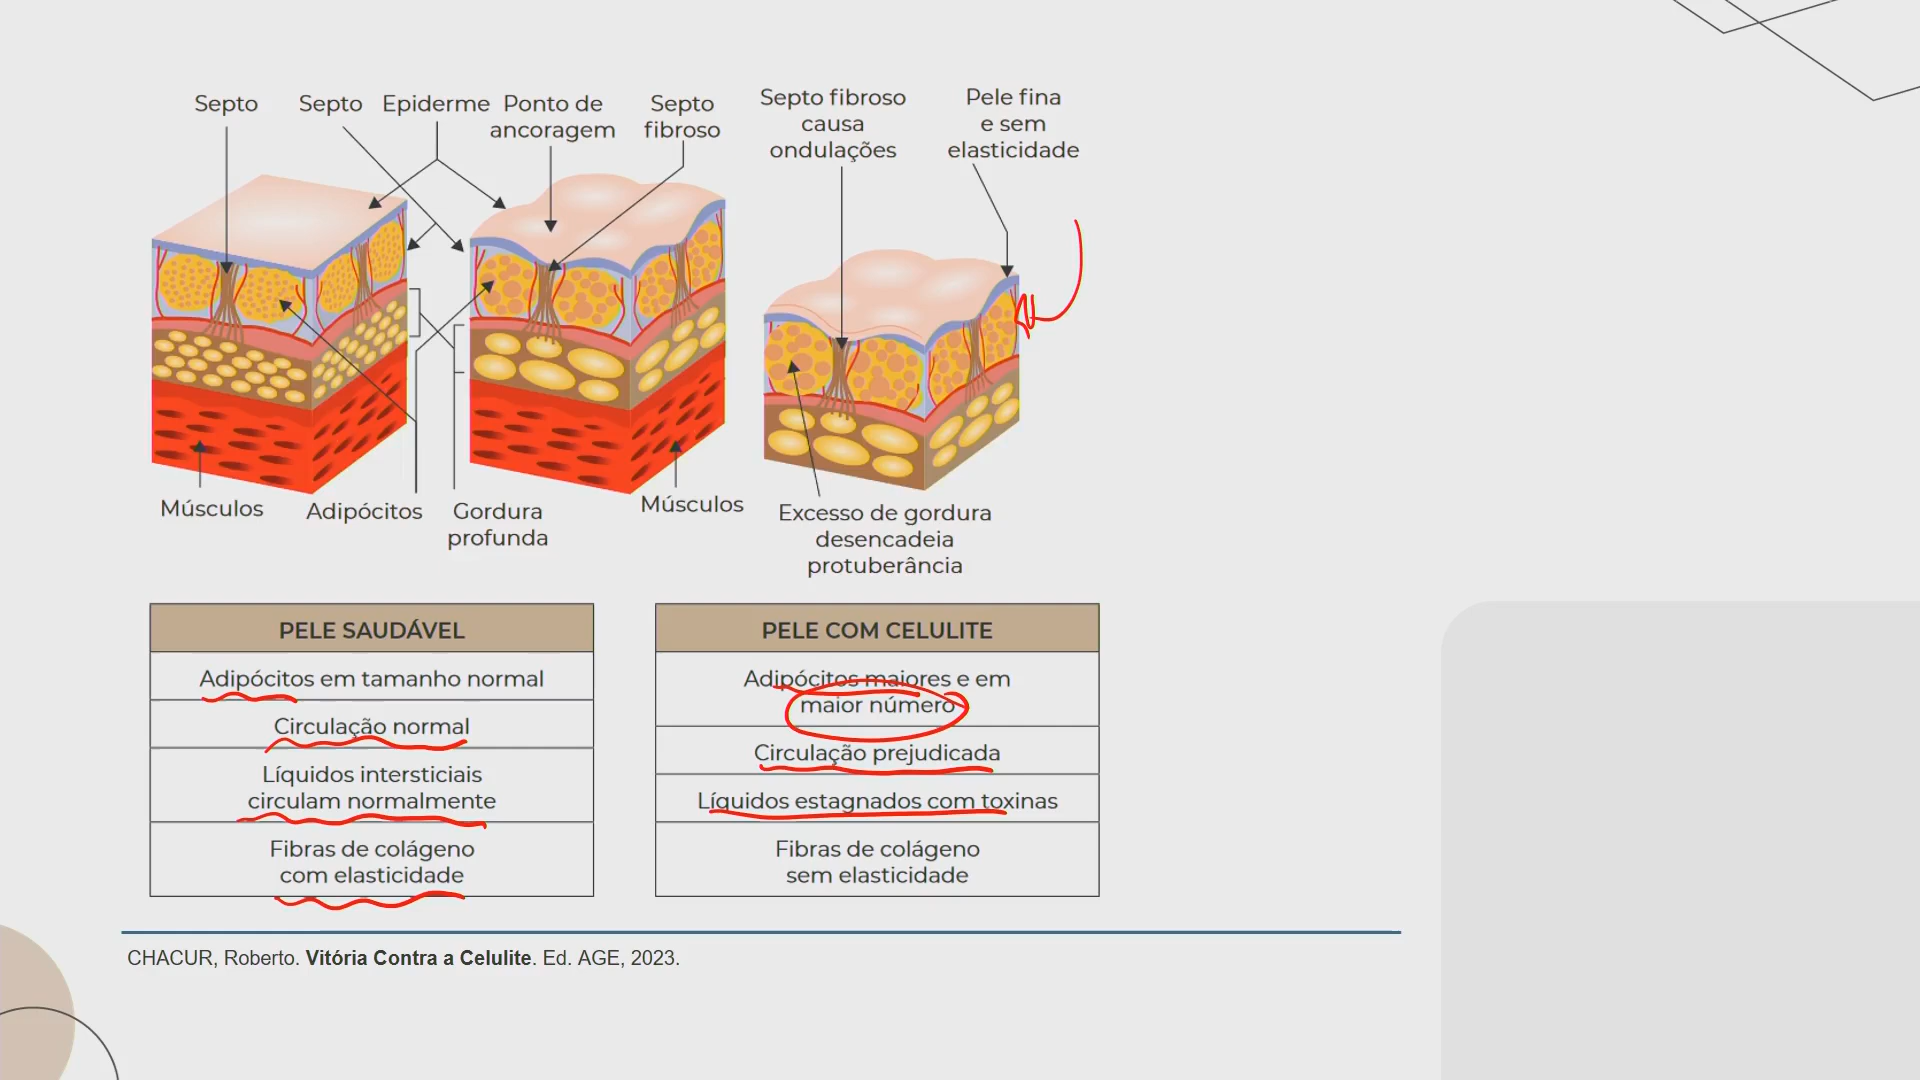 Septo
Septo
Epiderme
Ponto de
ancoragem
Septo
fibroso
Septo fibroso
causa
ondulações
Pele fina
e sem
elasticidade
Músculos
Adipócitos
Gordura
profunda
Músculos
Excesso de gordura
desencadeia
protuberância
PELE SAUDÁVEL
Adipócitos em tamanho normal
Circulação normal
Líquidos intersticiais
circulam normalmente
Fibras de colágeno
com elasticidade
PELE COM CELULITE
Adipócitos maiores e em
maior número
Circulação prejudicada
Líquidos estagnados com toxinas
Fibras de colágeno
sem elasticidade
CHACUR, Roberto. Vitória Contra a Celulite. Ed. AGE, 2023.